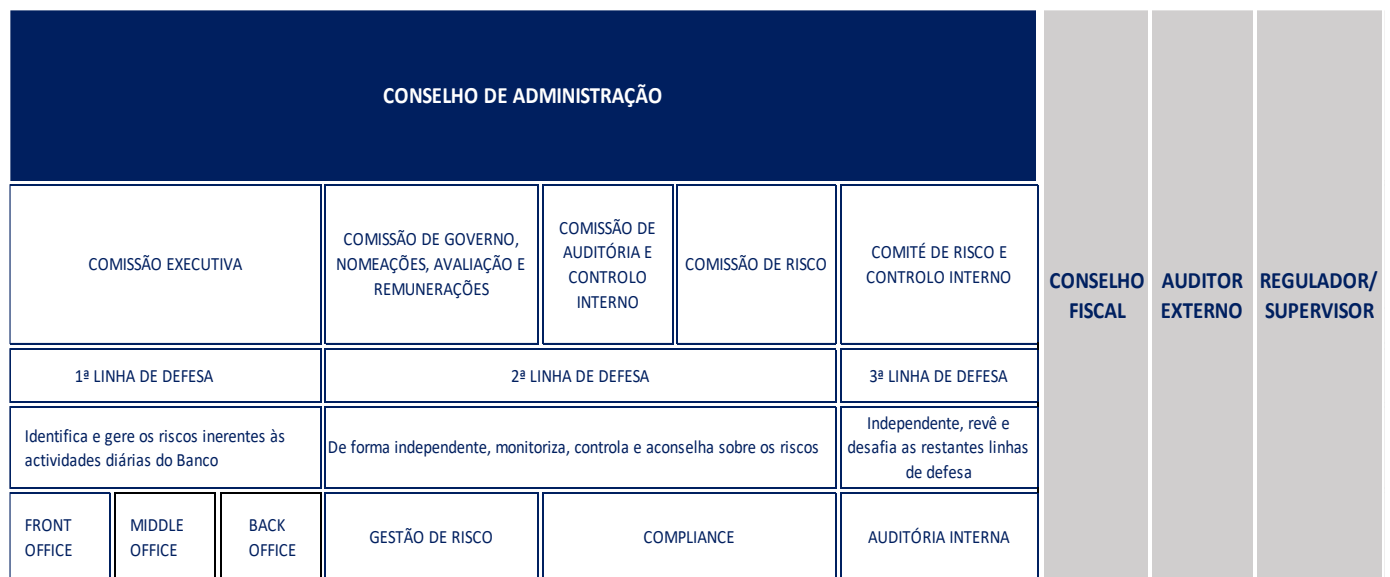 CONSELHO DE ADMINISTRAÇÃO
COMISSÃO EXECUTIVA
COMISSÃO DE GOVERNO,
NOMEAÇÕES, AVALIAÇÃO E
REMUNERAÇÕES
COMISSÃO DE
AUDITÓRIA E
CONTROLO
INTERNO
COMISSÃO DE RISCO
COMITÉ DE RISCO E
CONTROLO INTERNO
CONSELHO
FISCAL
AUDITOR
EXTERNO
REGULADOR/
SUPERVISOR
1ª LINHA DE DEFESA
2ª LINHA DE DEFESA
3ª LINHA DE DEFESA
Identifica e gere os riscos inerentes às
actividades diárias do Banco
De forma independente, monitoriza, controla e aconselha sobre os riscos
Independente, revê e
desafia as restantes linhas
de defesa
FRONT
OFFICE
MIDDLE
OFFICE
BACK
OFFICE
GESTÃO DE RISCO
COMPLIANCE
AUDITÓRIA INTERNA